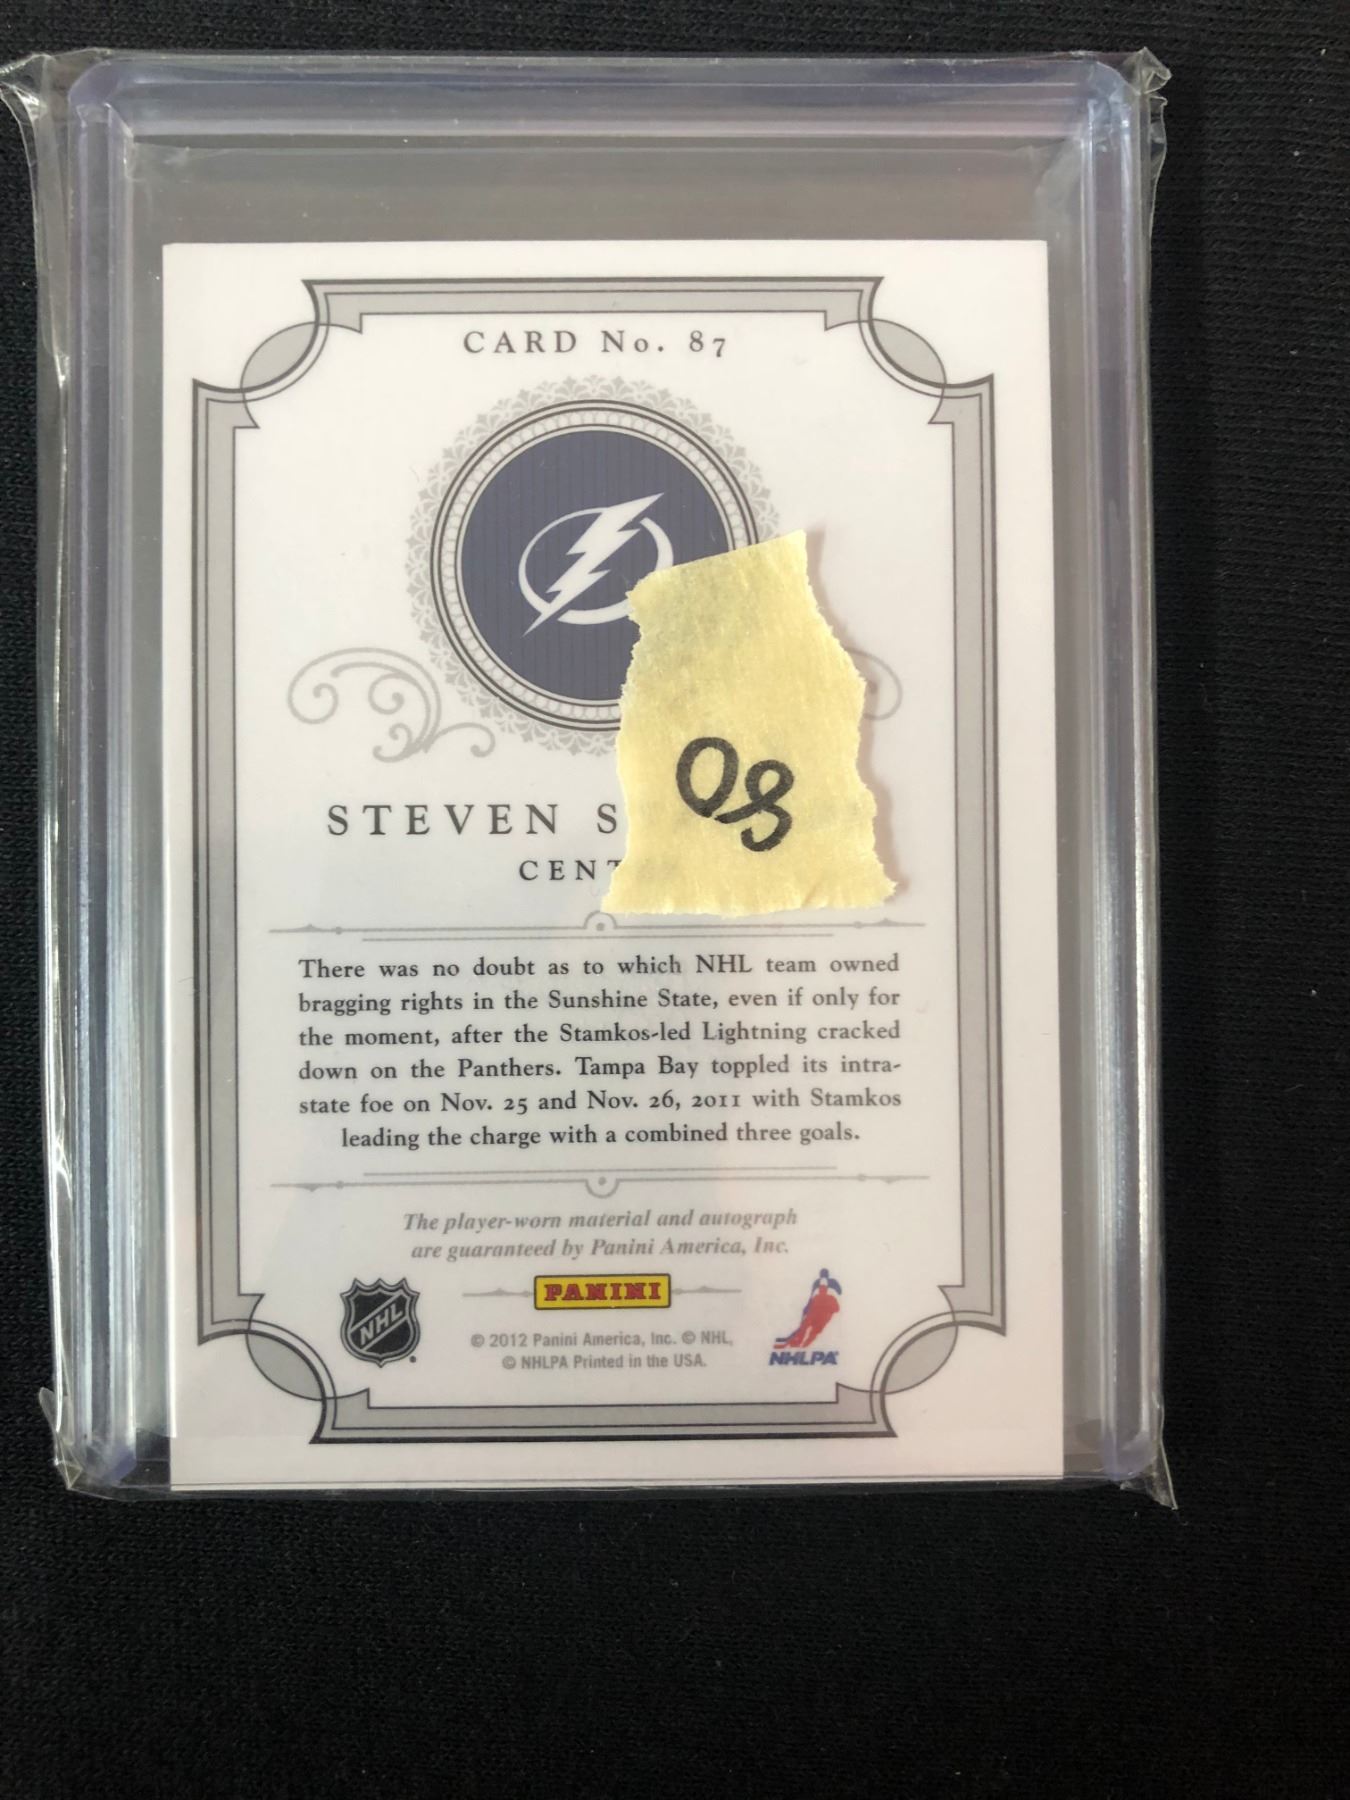 CARD No. 87
STEVEN S
CENT
08
There was no doubt as to which NHL team owned
bragging rights in the Sunshine State, even if only for
the moment, after the Stamkos-led Lightning cracked
down on the Panthers. Tampa Bay toppled its intra-
state foe on Nov. 25 and Nov. 26, 2011 with Stamkos
leading the charge with a combined three goals.
The player-worn material and autograph
are guaranteed by Panini America, Inc.
NHL
PANINI
© 2012 Panini America, Inc. © NHL,
© NHLPA Printed in the USA.
NHLPA